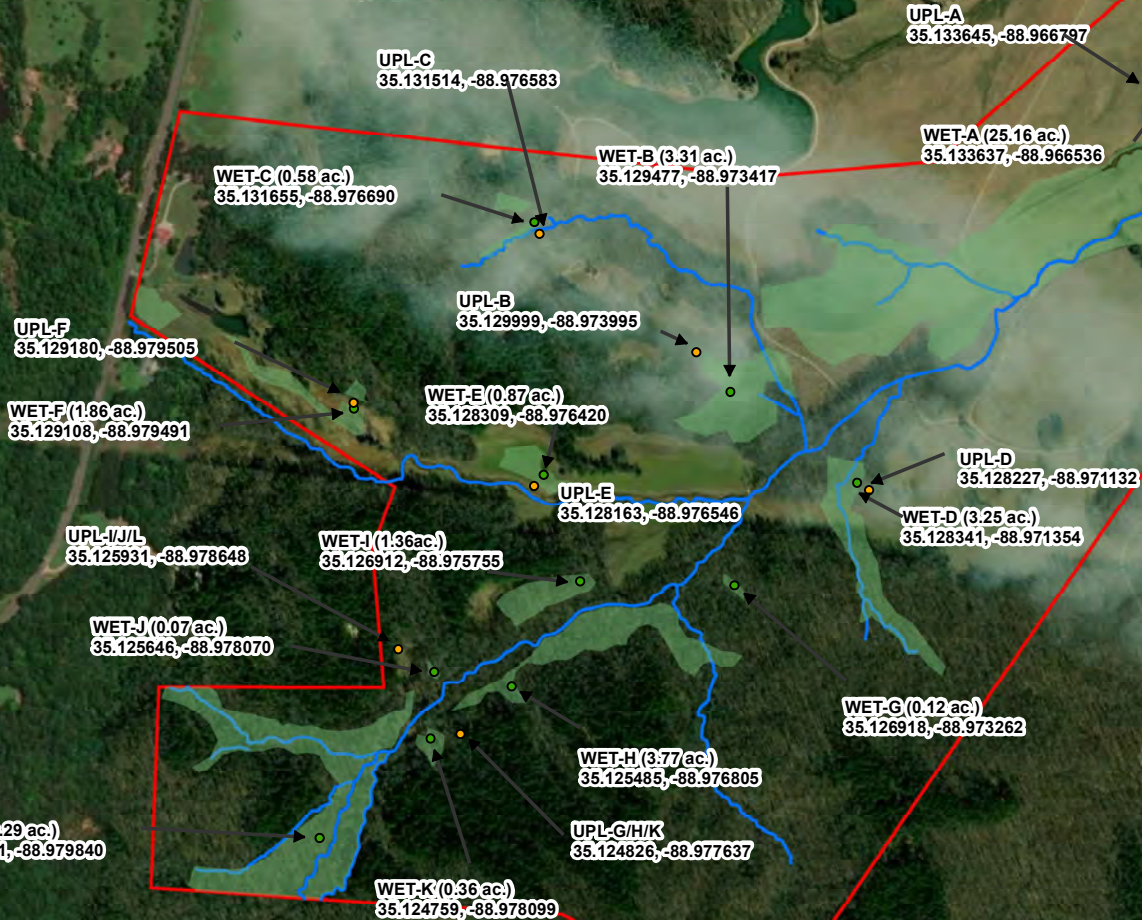 UPL-A
35.133645, -88.966797
UPL-C
35.131514, -88.976583
WET-A (25.16 ac.)
35.133637, -88.966536
WET-B (3.31 ac.)
35.129477, -88.973417
WET-C (0.58 ac.)
35.131655, -88.976690
UPL-B
35.129999, -88.973995
UPL-F
35.129180, -88.979505
WET-E (0.87 ac.)
35.128309, -88.976420
WET-F (1.86 ac.)
35.129108, -88.979491
UPL-D
35.128227, -88.971132
UPL-E
35.128163, -88.976546
WET-D (3.25 ac.)
35.128341, -88.971354
UPL-I/J/L
35.125931, -88.978648
WET-I (1.36ac.)
35.126912, -88.975755
WET-J (0.07 ac.)
35.125646, -88.978070
WET-G (0.12 ac.)
35.126918, -88.973262
WET-H (3.77 ac.)
35.125485, -88.976805
.29 ac.)
1, -88.979840
UPL-G/H/K
35.124826, -88.977637
WET-K (0.36 ac.)
35.124759, -88.978099